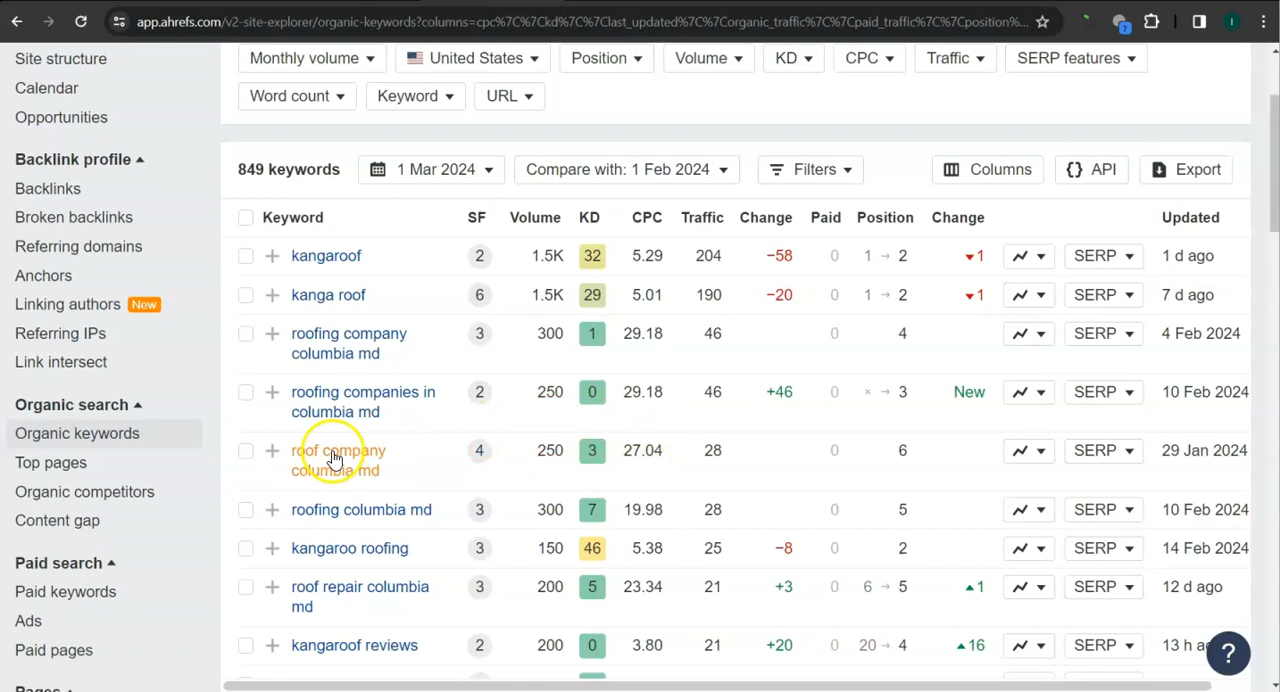 app.ahrefs.com/v2-site-explorer/organic-keywords?columns=cpc%7C%7Ckd%7C%7Clast_updated%7C%7Corganic_traffic%7C%7Cpaid_traffic%7C%7Cposition%...
Site structure
Calendar
Opportunities
Backlink profile
Backlinks
Broken backlinks
Referring domains
Anchors
Linking authors New
Referring IPs
Link intersect
Organic search
Organic keywords
Top pages
Organic competitors
Content gap
Paid search
Paid keywords
Ads
Paid pages
Monthly volume United States Position Volume KD CPC Traffic SERP features
Word count Keyword URL
849 keywords 1 Mar 2024 Compare with: 1 Feb 2024 Filters Columns {} API Export
Keyword SF Volume KD CPC Traffic Change Paid Position Change Updated
kangaroof 2 1.5K 32 5.29 204 −58 0 1 → 2 1 SERP 1 d ago
kanga roof 6 1.5K 29 5.01 190 −20 0 1 → 2 1 SERP 7 d ago
roofing company 3 300 1 29.18 46 0 4 SERP 4 Feb 2024
columbia md
roofing companies in 2 250 0 29.18 46 +46 0 × → 3 New SERP 10 Feb 2024
columbia md
roof company 4 250 3 27.04 28 0 6 SERP 29 Jan 2024
columbia md
roofing columbia md 3 300 7 19.98 28 0 5 SERP 10 Feb 2024
kangaroo roofing 3 150 46 5.38 25 −8 0 2 SERP 14 Feb 2024
roof repair columbia 3 200 5 23.34 21 +3 0 6 → 5 1 SERP 12 d ago
md
kangaroof reviews 2 200 0 3.80 21 +20 0 20 → 4 16 SERP 13 h
?